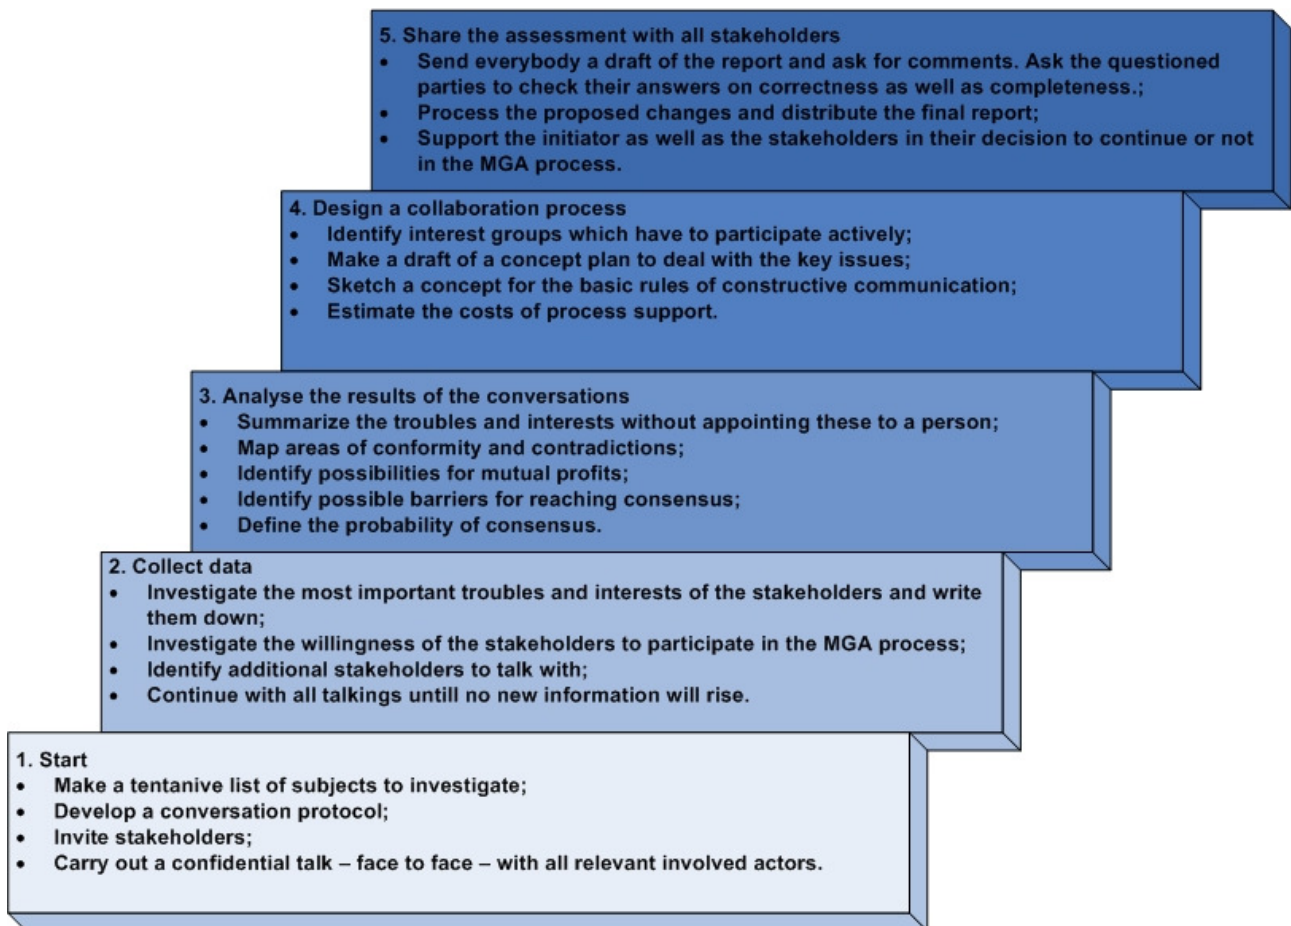 5. Share the assessment with all stakeholders
• Send everybody a draft of the report and ask for comments. Ask the questioned
parties to check their answers on correctness as well as completeness.;
• Process the proposed changes and distribute the final report;
• Support the initiator as well as the stakeholders in their decision to continue or not
in the MGA process.
4. Design a collaboration process
• Identify interest groups which have to participate actively;
• Make a draft of a concept plan to deal with the key issues;
• Sketch a concept for the basic rules of constructive communication;
• Estimate the costs of process support.
3. Analyse the results of the conversations
• Summarize the troubles and interests without appointing these to a person;
• Map areas of conformity and contradictions;
• Identify possibilities for mutual profits;
• Identify possible barriers for reaching consensus;
• Define the probability of consensus.
2. Collect data
• Investigate the most important troubles and interests of the stakeholders and write
them down;
• Investigate the willingness of the stakeholders to participate in the MGA process;
• Identify additional stakeholders to talk with;
• Continue with all talkings untill no new information will rise.
1. Start
• Make a tentanive list of subjects to investigate;
• Develop a conversation protocol;
• Invite stakeholders;
• Carry out a confidential talk – face to face – with all relevant involved actors.